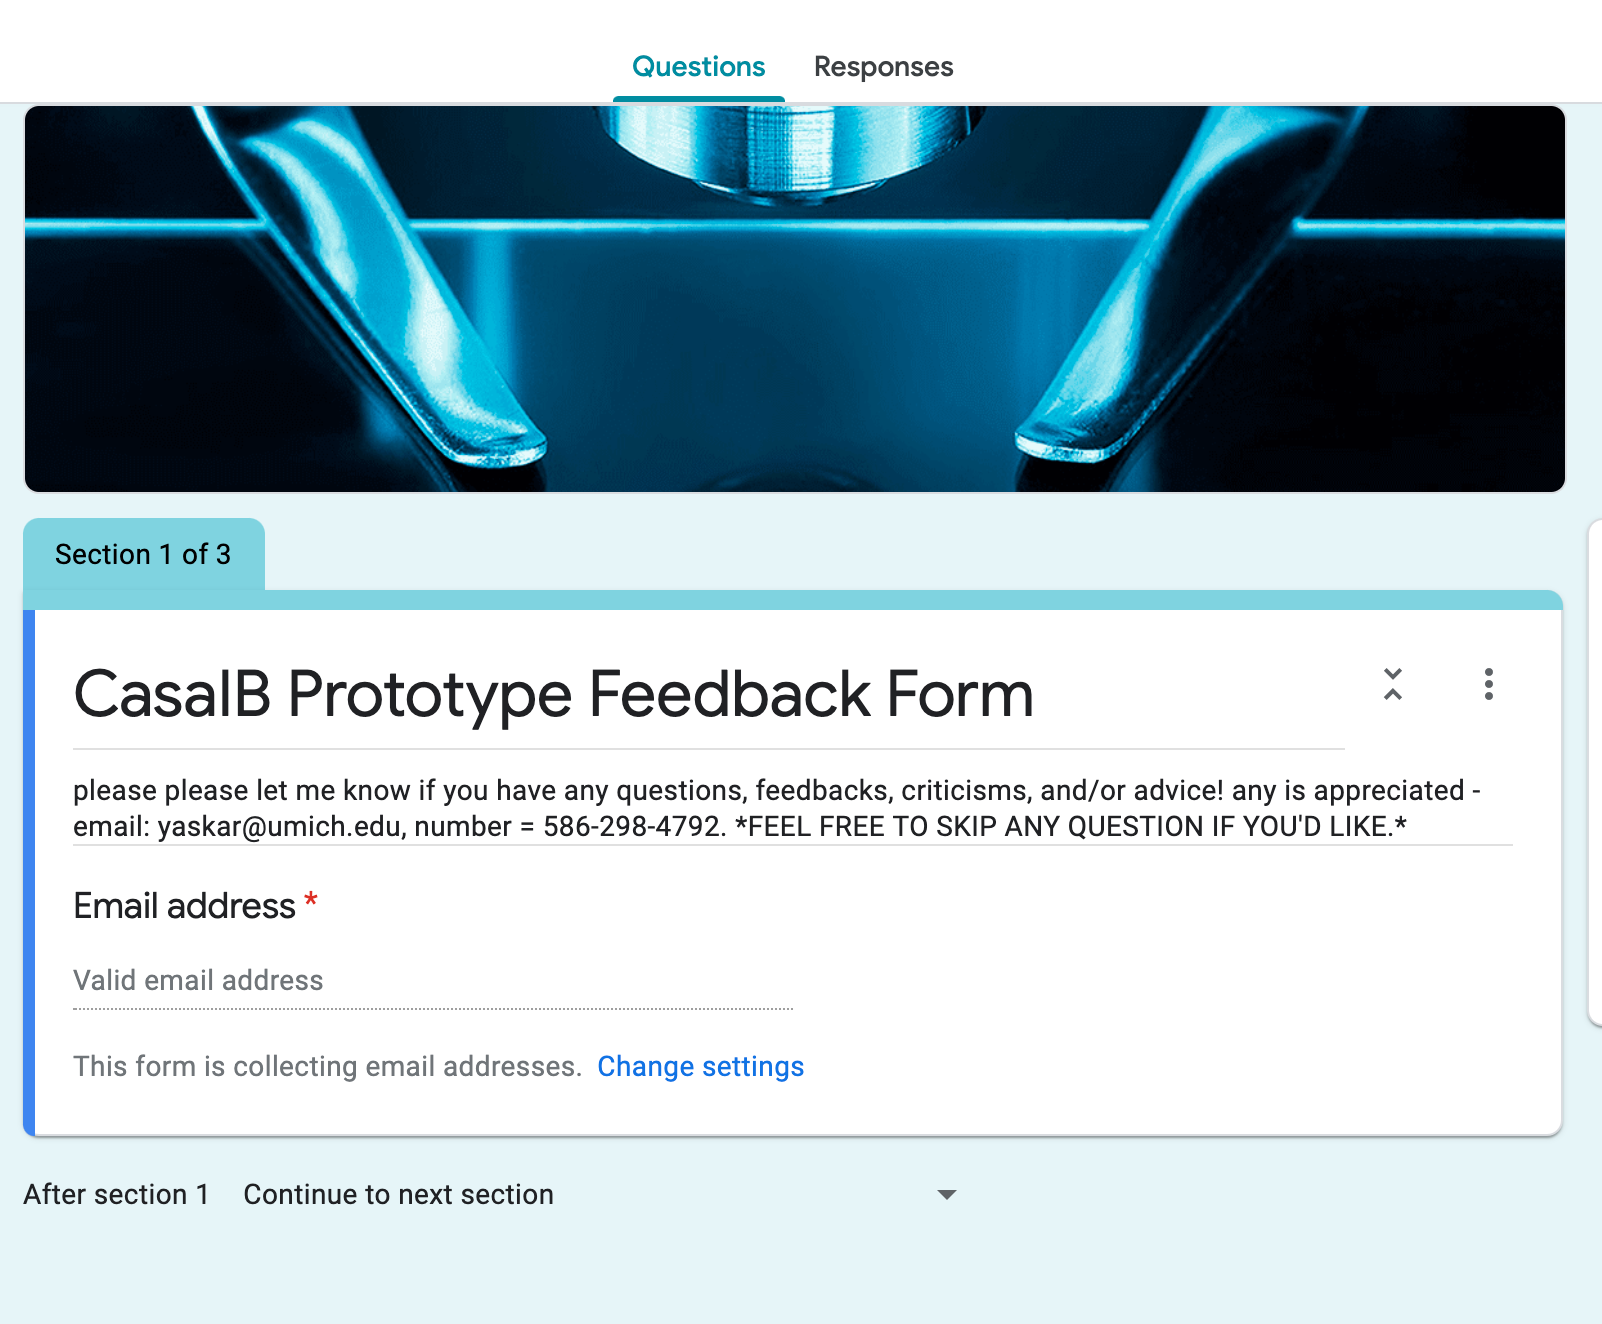 Questions Responses
Section 1 of 3
CasaIB Prototype Feedback Form
please please let me know if you have any questions, feedbacks, criticisms, and/or advice! any is appreciated -
email: yaskar@umich.edu, number = 586-298-4792. *FEEL FREE TO SKIP ANY QUESTION IF YOU'D LIKE.*
Email address *
Valid email address
This form is collecting email addresses. Change settings
After section 1 Continue to next section